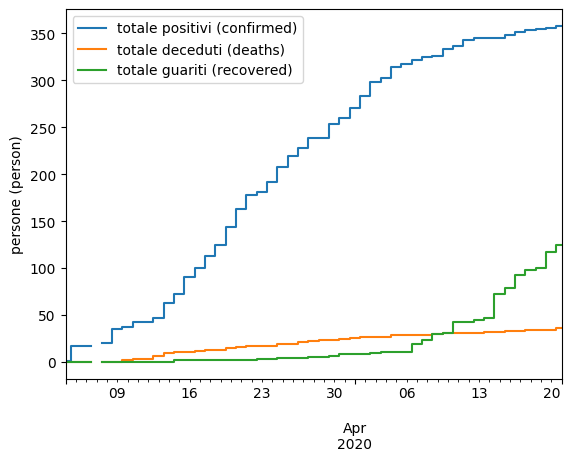 totale positivi (confirmed)
totale deceduti (deaths)
totale guariti (recovered)
persone (person)
350
300
250
200
150
100
50
0
09 16 23 30 06 13 20
Apr
2020